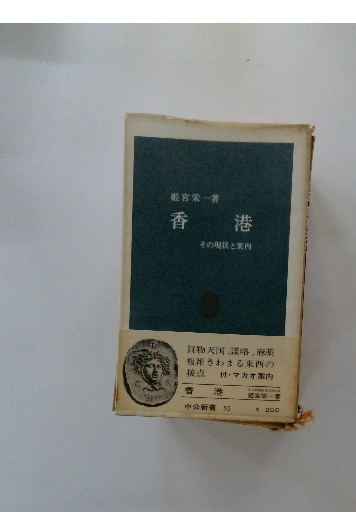 姫宮栄一著
香港
その現状と案内
買物天国、謀略、麻薬
複雑きわまる東西の
接点 付・マカオ案内
香港
姫宮栄一著
中公新書 52
¥ 200